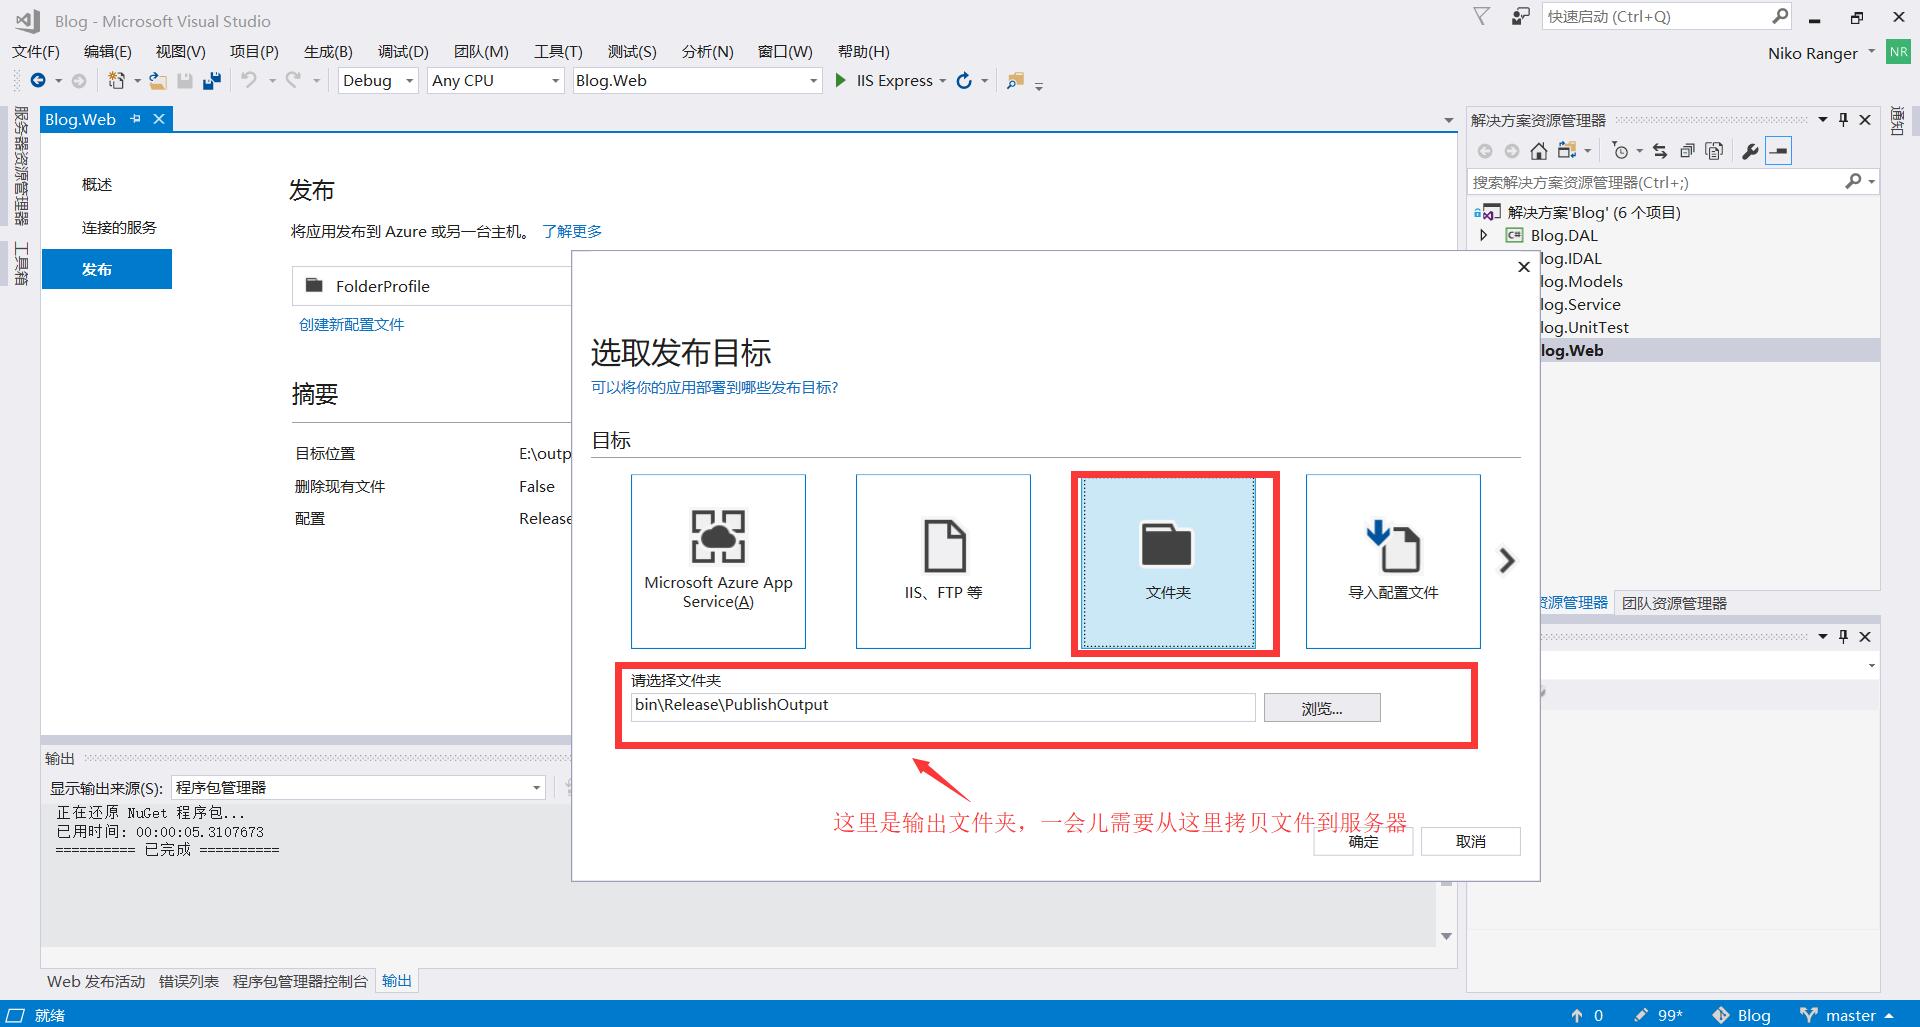 Blog - Microsoft Visual Studio
快速启动 (Ctrl+Q)
文件(F) 编辑(E) 视图(V) 项目(P) 生成(B) 调试(D) 团队(M) 工具(T) 测试(S) 分析(N) 窗口(W) 帮助(H)
Niko Ranger NR
Debug Any CPU Blog.Web IIS Express
服务器资源管理器
工具箱
Blog.Web
概述
连接的服务
发布
发布
将应用发布到 Azure 或另一台主机。 了解更多
FolderProfile
创建新配置文件
摘要
目标位置 E:\outp
删除现有文件 False
配置 Release
选取发布目标
可以将你的应用部署到哪些发布目标?
目标
Microsoft Azure App
Service(A)
IIS、FTP 等
文件夹
导入配置文件
请选择文件夹
bin\Release\PublishOutput
浏览...
这里是输出文件夹，一会儿需要从这里拷贝文件到服务器
确定
取消
解决方案资源管理器
通知
搜索解决方案资源管理器(Ctrl+;)
解决方案'Blog' (6 个项目)
C# Blog.DAL
log.IDAL
log.Models
log.Service
log.UnitTest
log.Web
资源管理器 团队资源管理器
输出
显示输出来源(S): 程序包管理器
正在还原 NuGet 程序包...
已用时间: 00:00:05.3107673
========== 已完成 ==========
Web 发布活动 错误列表 程序包管理器控制台 输出
就绪
0 99* Blog master